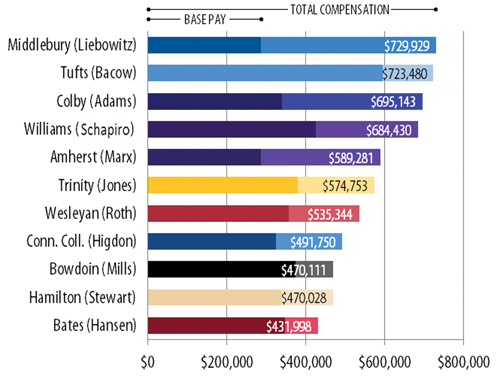 TOTAL COMPENSATION
BASE PAY
Middlebury (Liebowitz) $729,929
Tufts (Bacow) $723,480
Colby (Adams) $695,143
Williams (Schapiro) $684,430
Amherst (Marx) $589,281
Trinity (Jones) $574,753
Wesleyan (Roth) $535,344
Conn. Coll. (Higdon) $491,750
Bowdoin (Mills) $470,111
Hamilton (Stewart) $470,028
Bates (Hansen) $431,998
$0 $200,000 $400,000 $600,000 $800,000